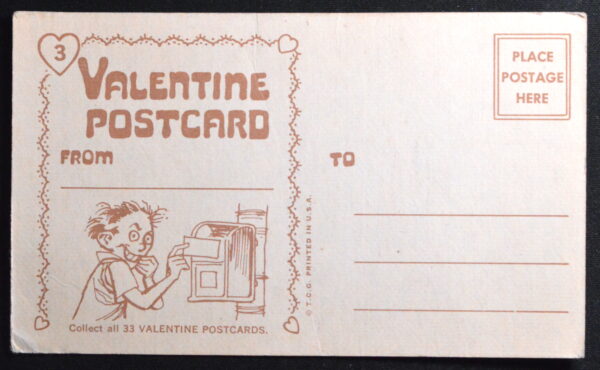 3
VALENTINE
POSTCARD
FROM
Collect all 33 VALENTINE POSTCARDS.
© T.C.G. PRINTED IN U.S.A.
TO
PLACE
POSTAGE
HERE